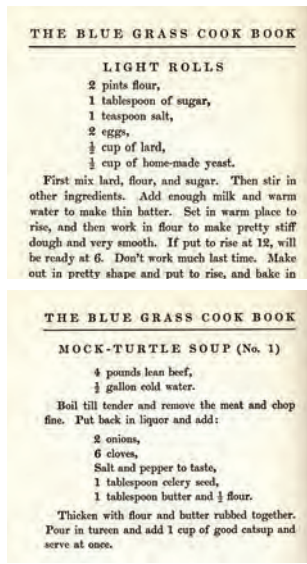 THE BLUE GRASS COOK BOOK
LIGHT ROLLS
2 pints flour,
1 tablespoon of sugar,
1 teaspoon salt,
2 eggs,
½ cup of lard,
½ cup of home-made yeast.
First mix lard, flour, and sugar. Then stir in
other ingredients. Add enough milk and warm
water to make thin batter. Set in warm place to
rise, and then work in flour to make pretty stiff
dough and very smooth. If put to rise at 12, will
be ready at 6. Don't work much last time. Make
out in pretty shape and put to rise, and bake in
THE BLUE GRASS COOK BOOK
MOCK-TURTLE SOUP (No. 1)
4 pounds lean beef,
½ gallon cold water.
Boil till tender and remove the meat and chop
fine. Put back in liquor and add:
2 onions,
6 cloves,
Salt and pepper to taste,
1 tablespoon celery seed,
1 tablespoon butter and ½ flour.
Thicken with flour and butter rubbed together.
Pour in tureen and add 1 cup of good catsup and
serve at once.